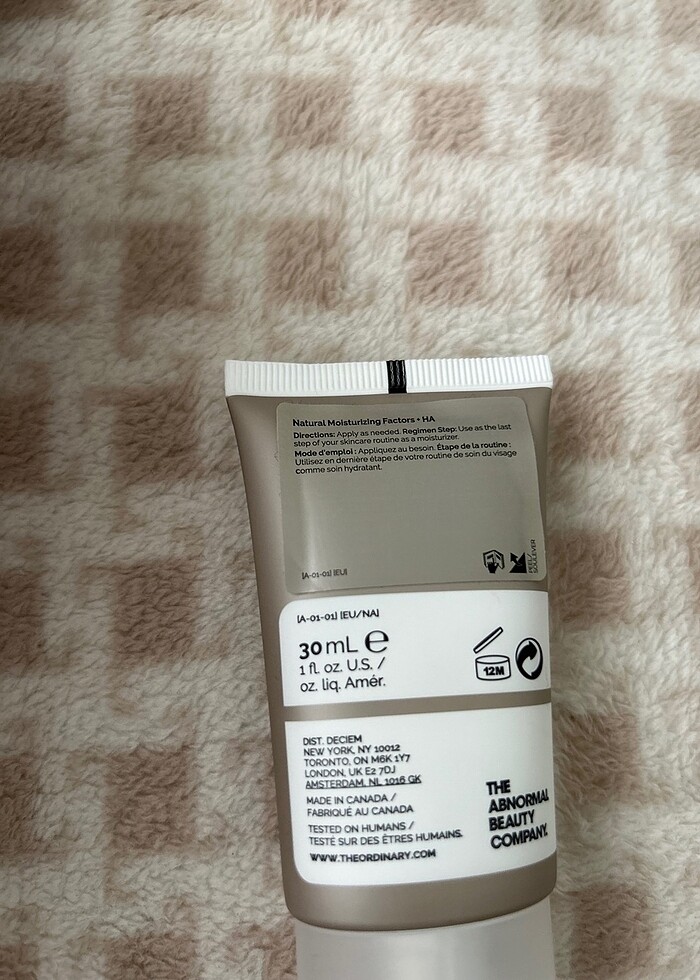 Natural Moisturizing Factors + HA
Directions: Apply as needed. Regimen Step: Use as the last
step of your skincare routine as a moisturizer.
Mode d'emploi : Appliquez au besoin. Étape de la routine :
Utilisez en dernière étape de votre routine de soin du visage
comme soin hydratant.
[A-01-01] [EU]
PEEL/
SOULEVER
[A-01-01] [EU/NA]
30 mL e
1 fl. oz. U.S. /
oz. liq. Amér.
12M
DIST. DECIEM
NEW YORK, NY 10012
TORONTO, ON M6K 1Y7
LONDON, UK E2 7DJ
AMSTERDAM, NL 1016 GK
MADE IN CANADA /
FABRIQUÉ AU CANADA
TESTED ON HUMANS /
TESTÉ SUR DES ÊTRES HUMAINS.
WWW.THEORDINARY.COM
THE
ABNORMAL
BEAUTY
COMPANY.